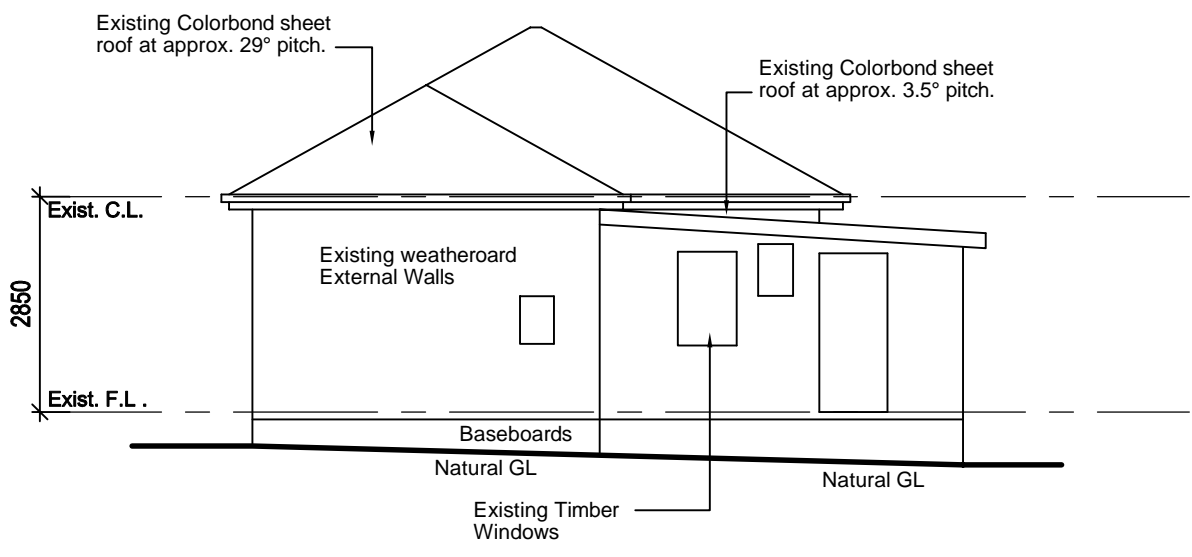 Existing Colorbond sheet
roof at approx. 29° pitch.
Existing Colorbond sheet
roof at approx. 3.5° pitch.
Exist. C.L.
Existing weatheroard
External Walls
2850
Exist. F.L .
Baseboards
Natural GL
Natural GL
Existing Timber
Windows